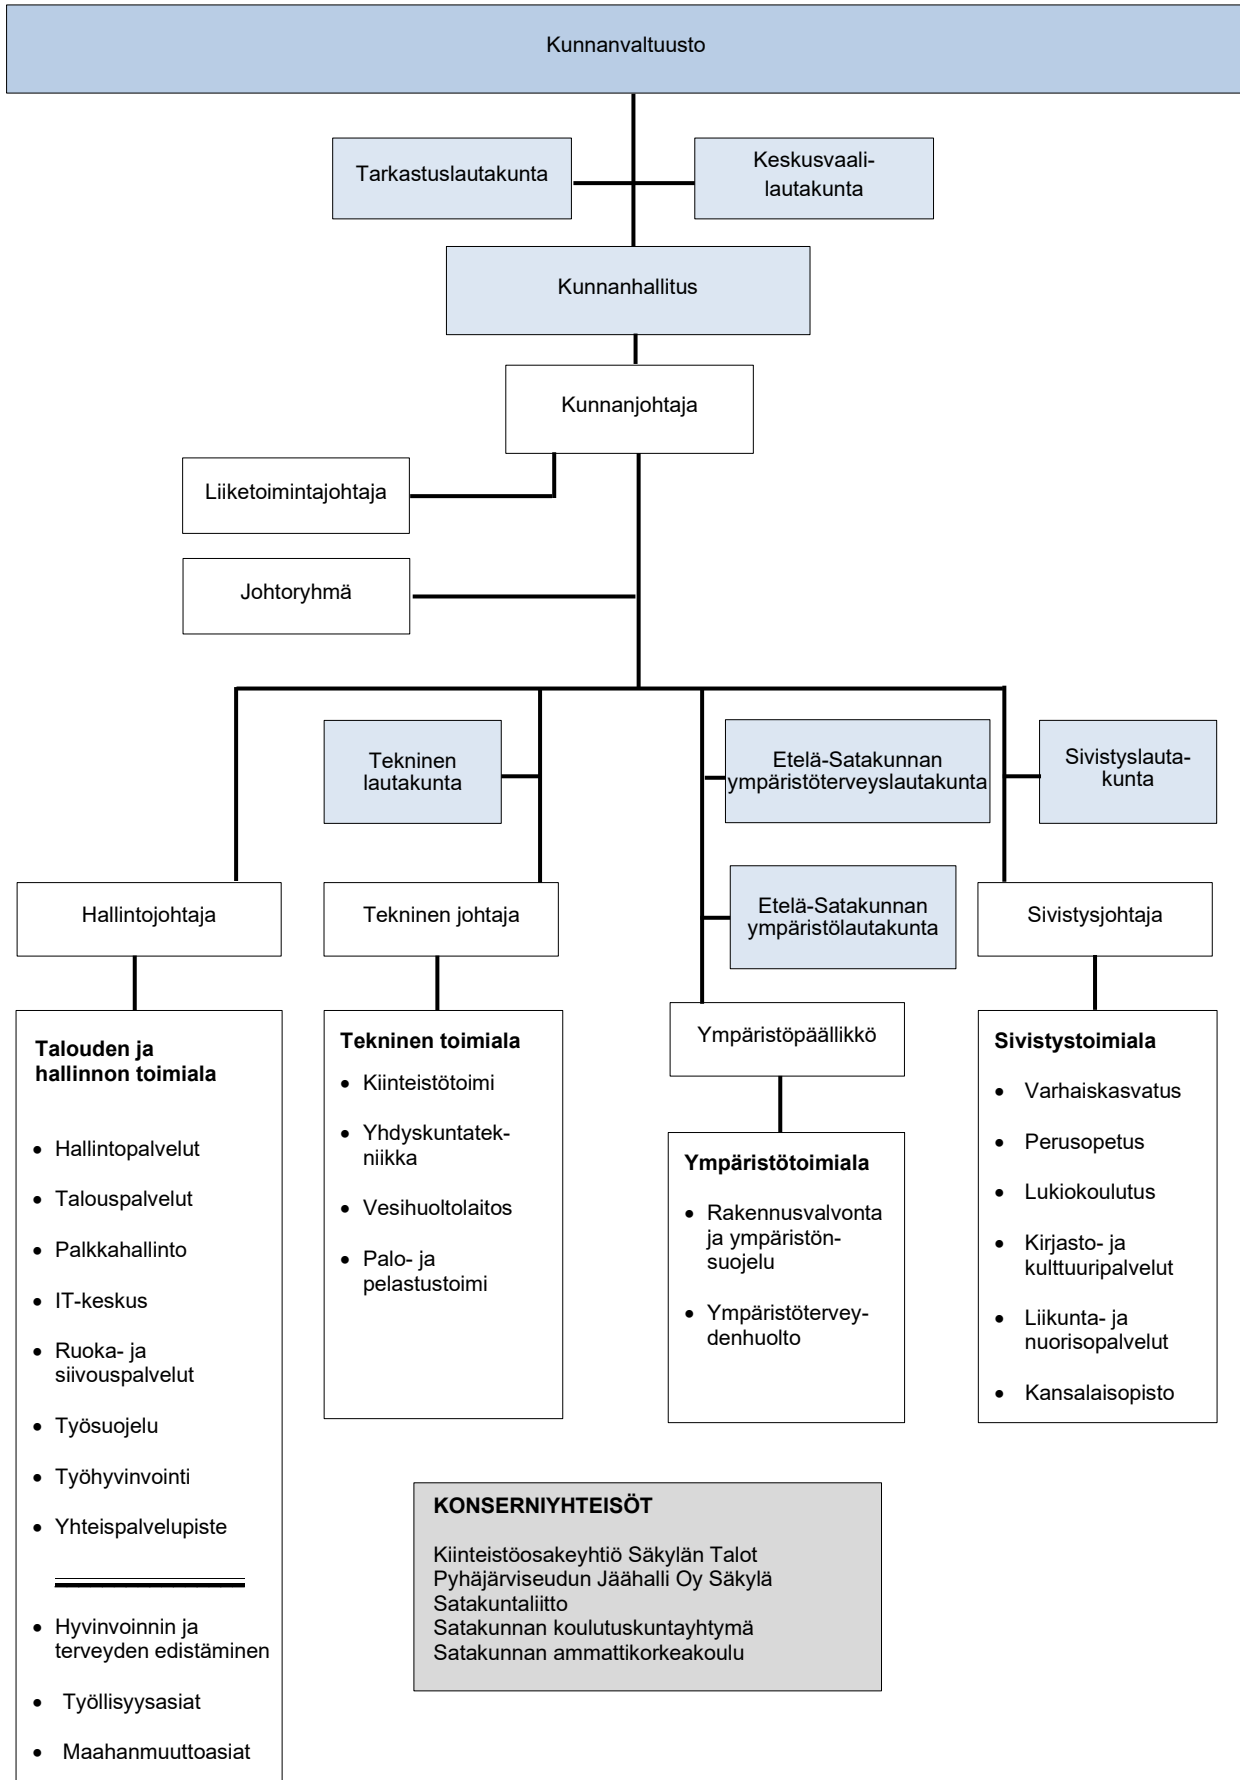 Kunnanvaltuusto
Tarkastuslautakunta
Keskusvaali-
lautakunta
Kunnanhallitus
Kunnanjohtaja
Liiketoimintajohtaja
Johtoryhmä
Tekninen
lautakunta
Etelä-Satakunnan
ympäristöterveyslautakunta
Sivistyslauta-
kunta
Etelä-Satakunnan
ympäristölautakunta
Hallintojohtaja
Tekninen johtaja
Sivistysjohtaja
Ympäristöpäällikkö
Talouden ja
hallinnon toimiala
• Hallintopalvelut
• Talouspalvelut
• Palkkahallinto
• IT-keskus
• Ruoka- ja
siivouspalvelut
• Työsuojelu
• Työhyvinvointi
• Yhteispalvelupiste
• Hyvinvoinnin ja
terveyden edistäminen
• Työllisyysasiat
• Maahanmuuttoasiat
Tekninen toimiala
• Kiinteistötoimi
• Yhdyskuntatek-
niikka
• Vesihuoltolaitos
• Palo- ja
pelastustoimi
Ympäristötoimiala
• Rakennusvalvonta
ja ympäristön-
suojelu
• Ympäristötervey-
denhuolto
Sivistystoimiala
• Varhaiskasvatus
• Perusopetus
• Lukiokoulutus
• Kirjasto- ja
kulttuuripalvelut
• Liikunta- ja
nuorisopalvelut
• Kansalaisopisto
KONSERNIYHTEISÖT
Kiinteistöosakeyhtiö Säkylän Talot
Pyhäjärviseudun Jäähalli Oy Säkylä
Satakuntaliitto
Satakunnan koulutuskuntayhtymä
Satakunnan ammattikorkeakoulu